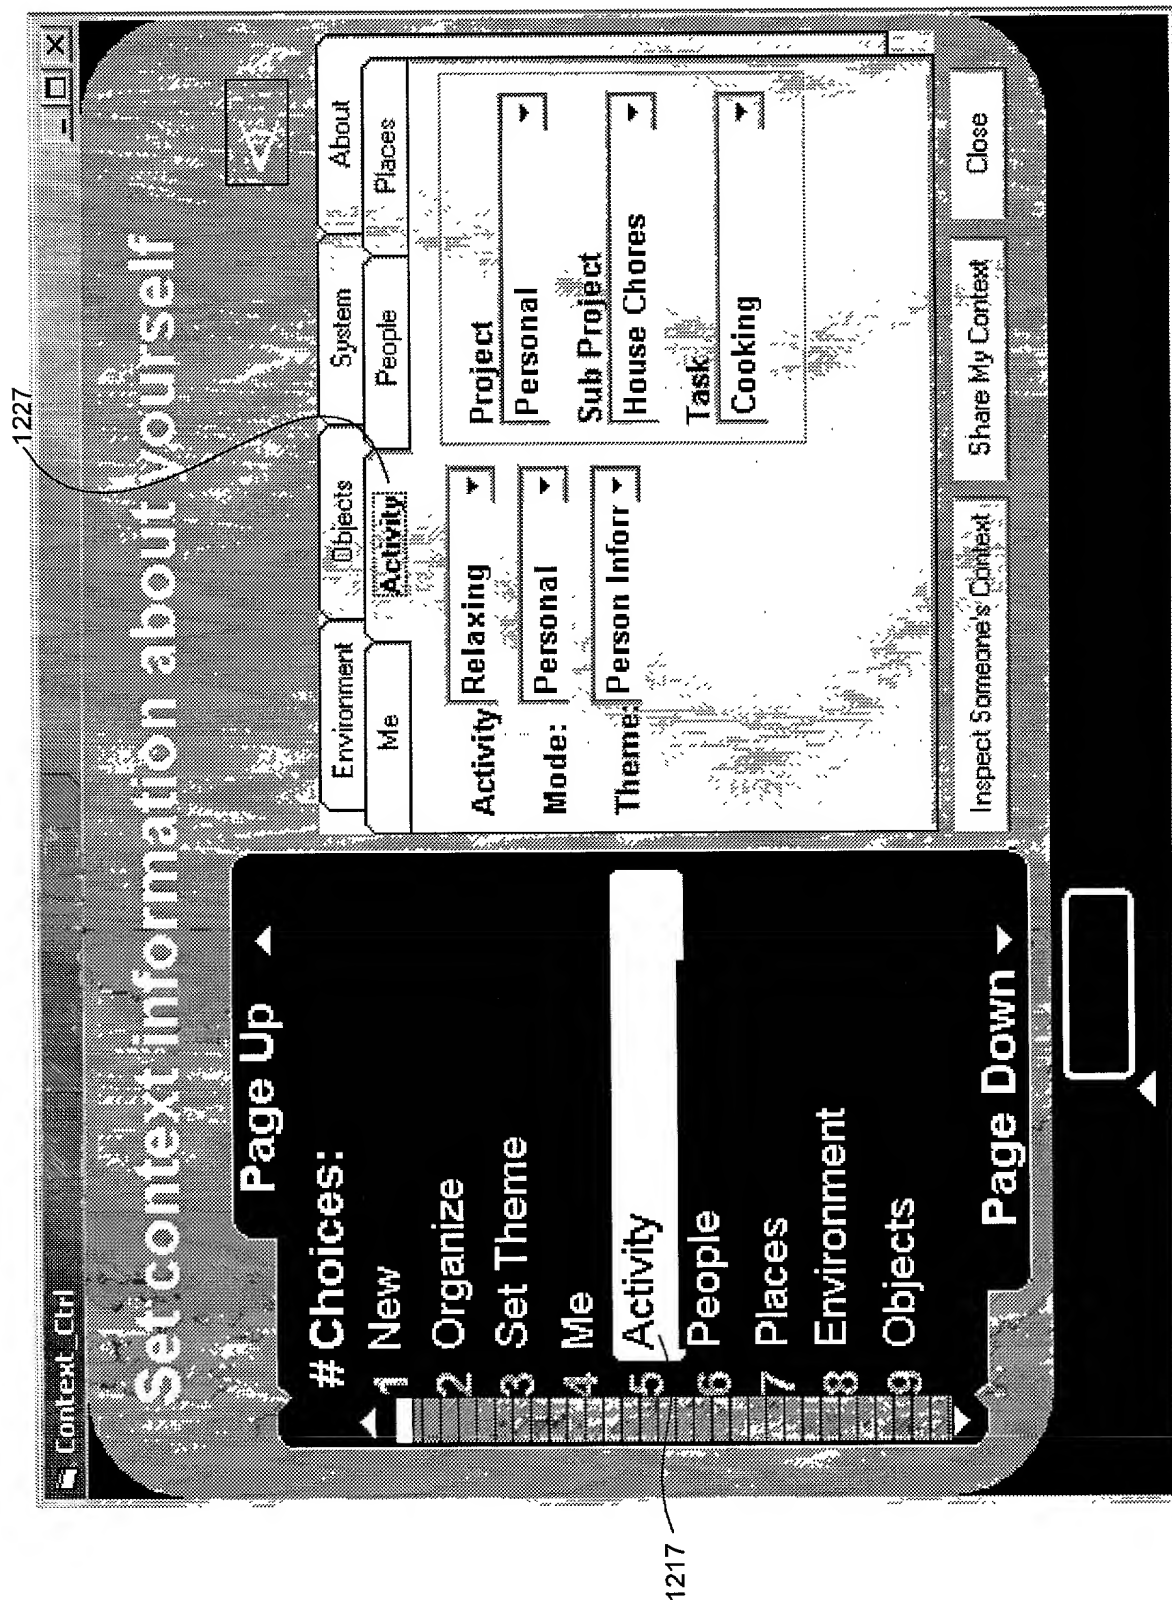 1227
Context_Ctrl
Set context information about yourself
Page Up
# Choices:
1 New
2 Organize
3 Set Theme
4 Me
5 Activity
6 People
7 Places
8 Environment
9 Objects
Page Down
Environment Objects System About
Me Activity People Places
Activity Relaxing
Mode: Personal
Theme: Person Inforr
Project
Personal
Sub Project
House Chores
Task
Cooking
Inspect Someone's Context Share My Context Close
1217